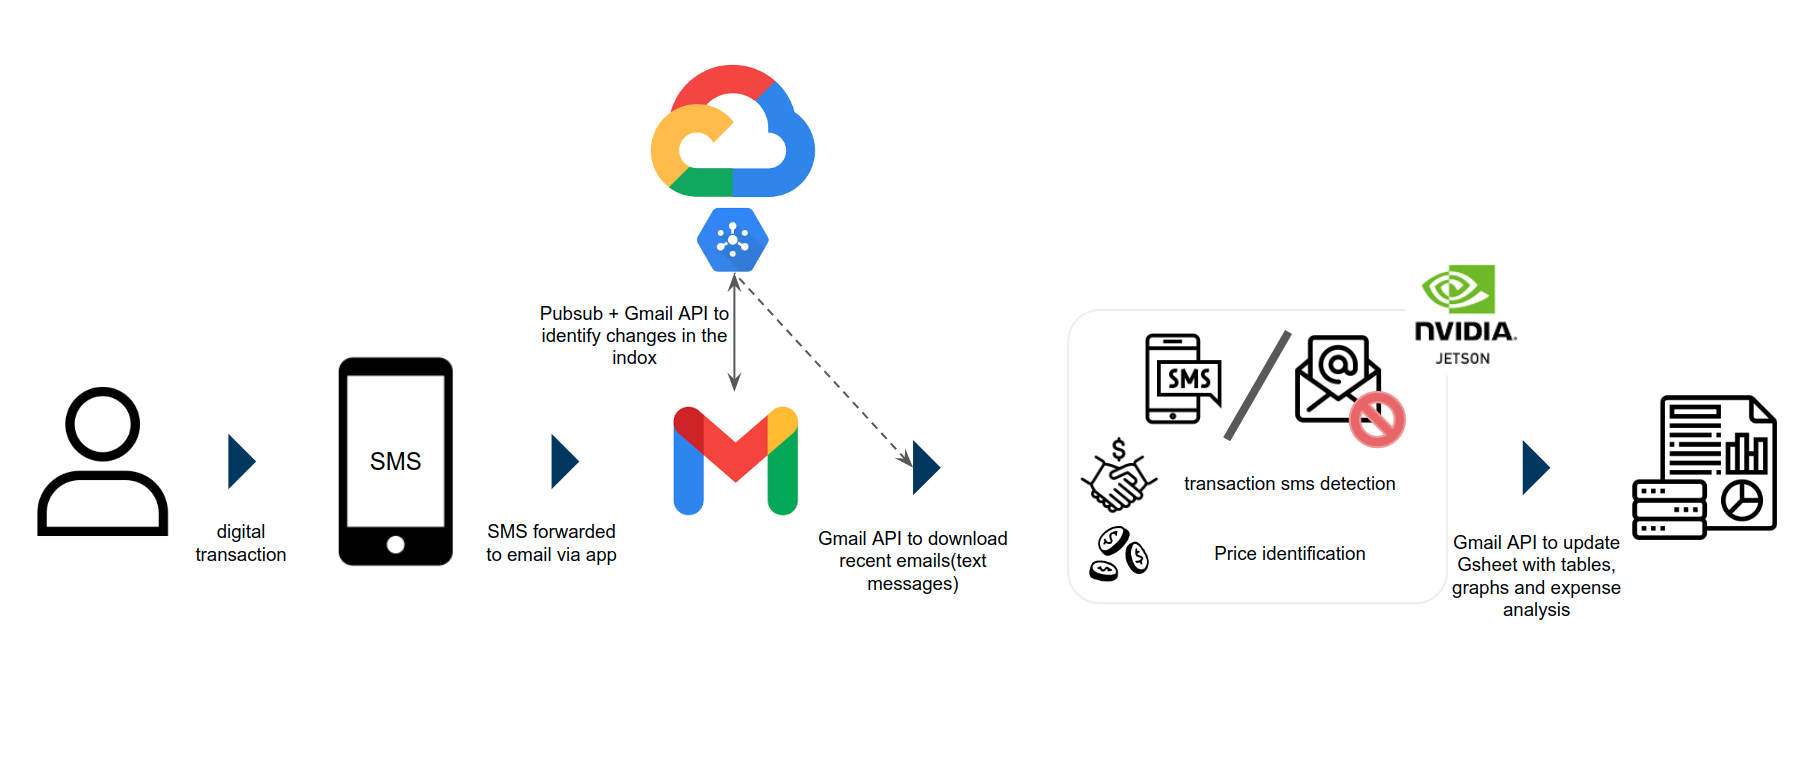 Pubsub + Gmail API to
identify changes in the
indox
SMS
digital
transaction
SMS forwarded
to email via app
Gmail API to download
recent emails(text
messages)
NVIDIA.
JETSON
SMS
@
$
transaction sms detection
Price identification
Gmail API to update
Gsheet with tables,
graphs and expense
analysis